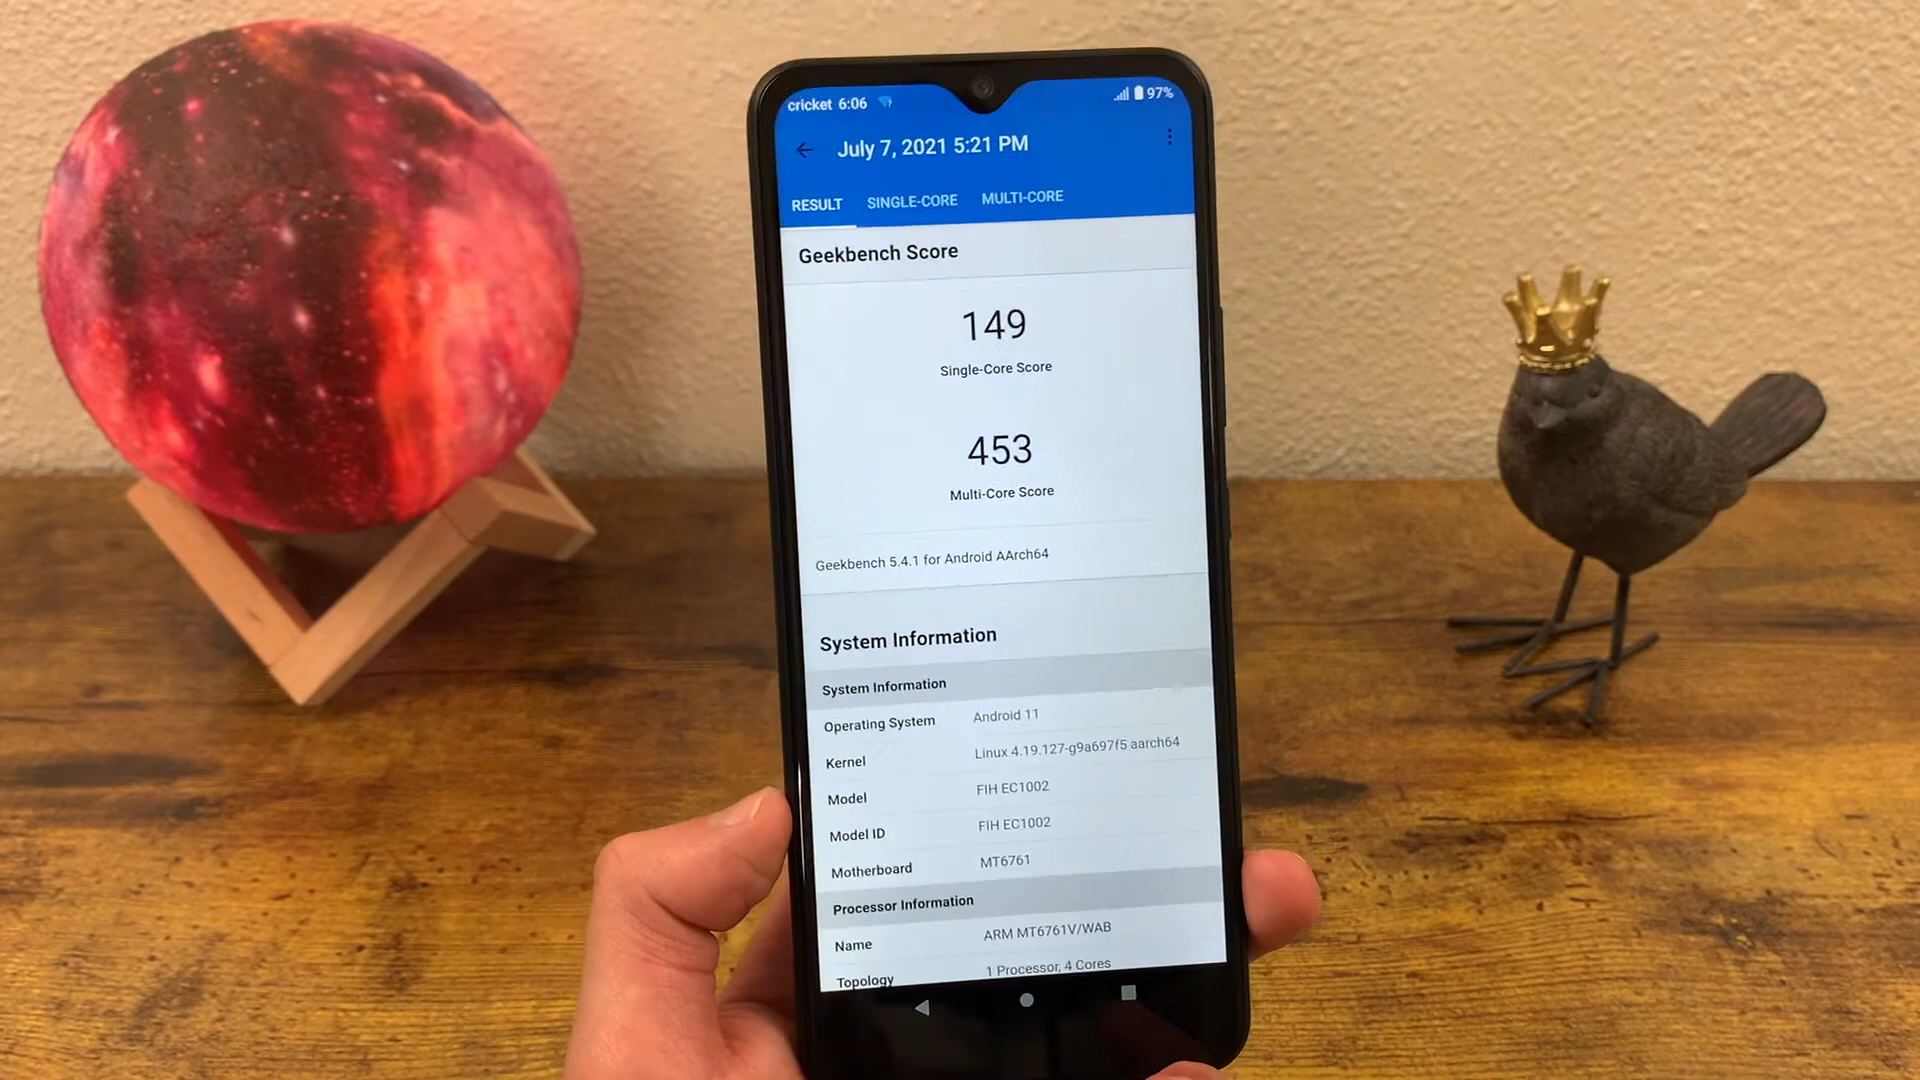 cricket 6:06 97%
July 7, 2021 5:21 PM
RESULT SINGLE-CORE MULTI-CORE
Geekbench Score
149
Single-Core Score
453
Multi-Core Score
Geekbench 5.4.1 for Android AArch64
System Information
System Information
Operating System Android 11
Kernel Linux 4.19.127-g9a697f5 aarch64
Model FIH EC1002
Model ID FIH EC1002
Motherboard MT6761
Processor Information
Name ARM MT6761V/WAB
Topology 1 Processor, 4 Cores